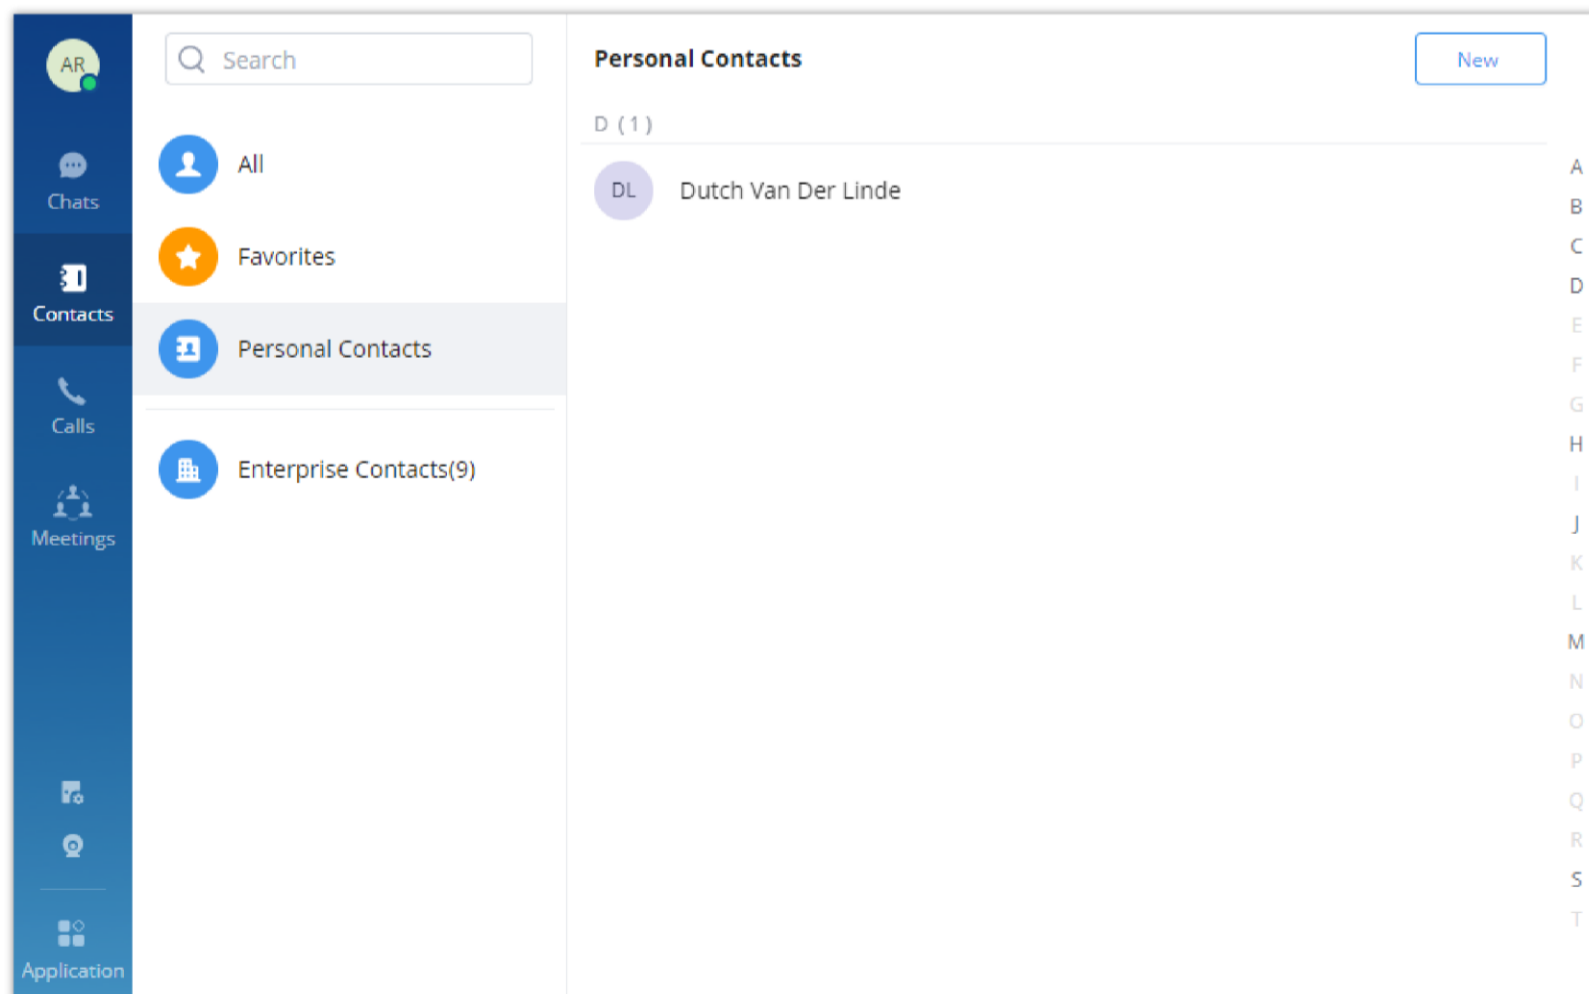 AR
Chats
Contacts
Calls
Meetings
Application
Search
All
Favorites
Personal Contacts
Enterprise Contacts(9)
Personal Contacts
New
D (1)
DL
Dutch Van Der Linde
A
B
C
D
E
F
G
H
I
J
K
L
M
N
O
P
Q
R
S
T